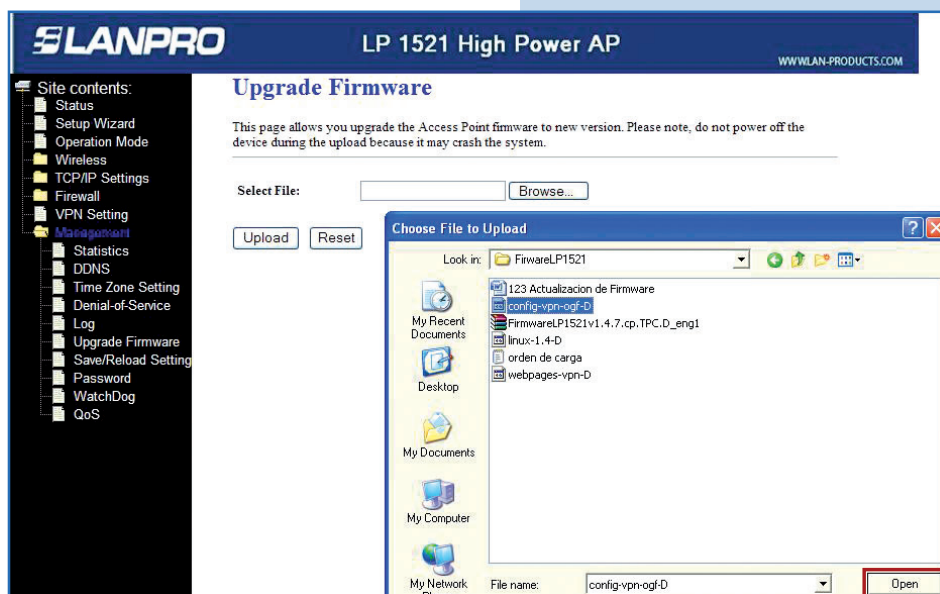 LANPRO
LP 1521 High Power AP
WWW.LAN-PRODUCTS.COM
Site contents:
Status
Setup Wizard
Operation Mode
Wireless
TCP/IP Settings
Firewall
VPN Setting
Management
Statistics
DDNS
Time Zone Setting
Denial-of-Service
Log
Upgrade Firmware
Save/Reload Setting
Password
WatchDog
QoS
Upgrade Firmware
This page allows you upgrade the Access Point firmware to new version. Please note, do not power off the
device during the upload because it may crash the system.
Select File:
Browse...
Upload Reset
Choose File to Upload
Look in: FirwareLP1521
My Recent
Documents
Desktop
My Documents
My Computer
My Network
123 Actualizacion de Firmware
config-vpn-ogf-D
FirmwareLP1521v1.4.7.cp.TPC.D_eng1
linux-1.4-D
orden de carga
webpages-vpn-D
File name: config-vpn-ogf-D Open